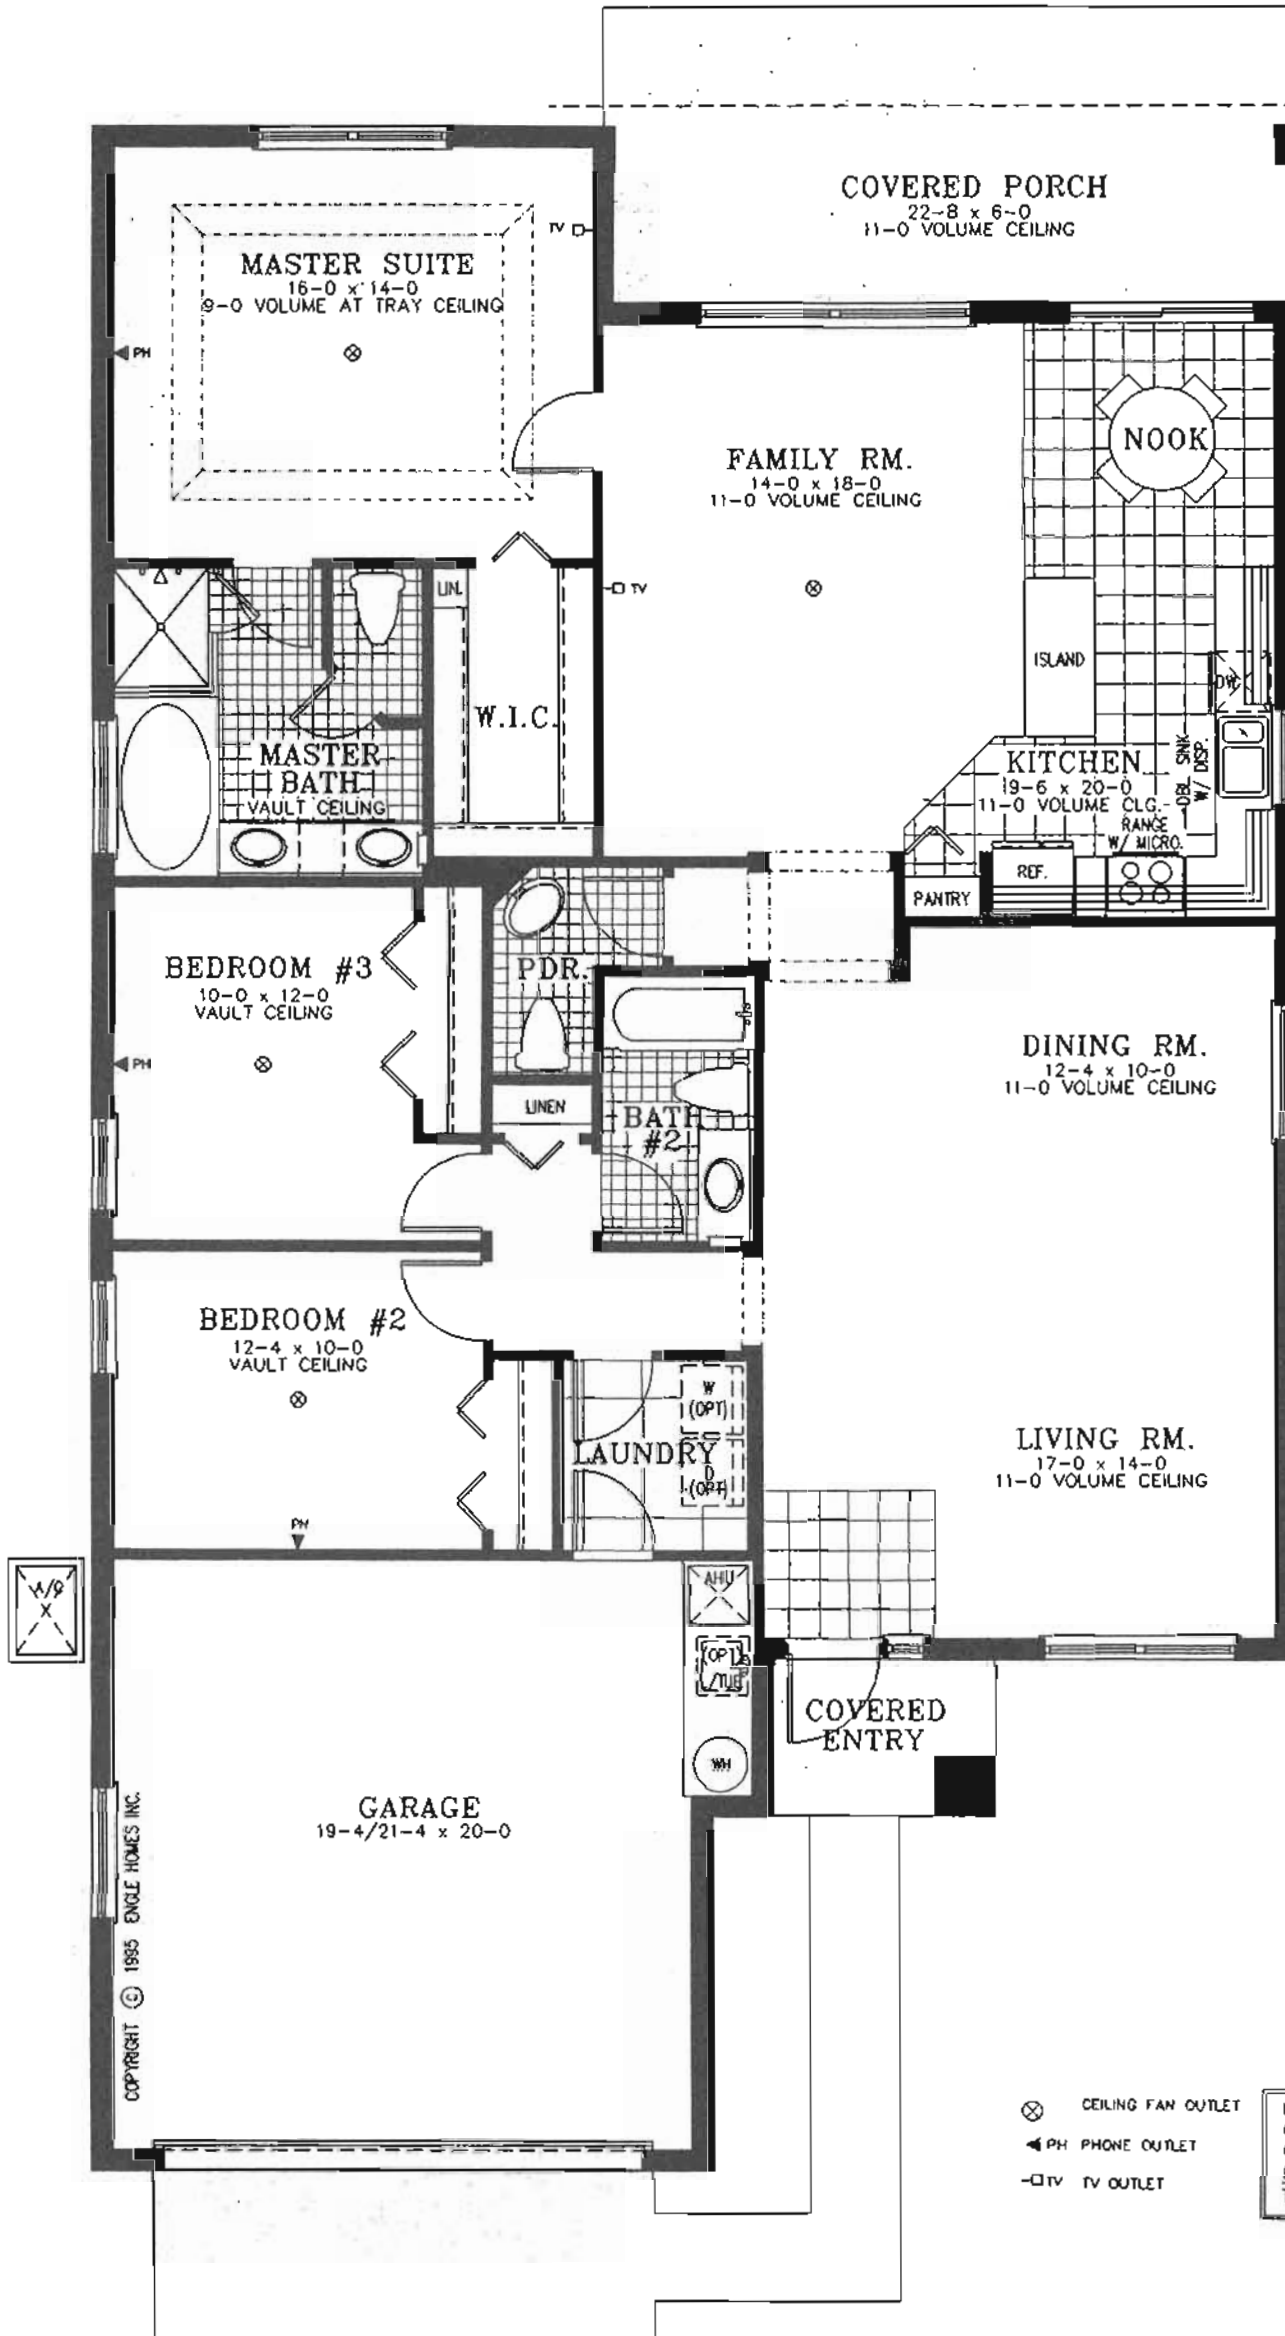 COVERED PORCH
22-8 x 6-0
11-0 VOLUME CEILING
TV
MASTER SUITE
16-0 x 14-0
9-0 VOLUME AT TRAY CEILING
PH
NOOK
FAMILY RM.
14-0 x 18-0
11-0 VOLUME CEILING
TV
LIN.
ISLAND
DW
W.I.C.
MASTER
BATH
VAULT CEILING
KITCHEN
9-6 x 20-0
11-0 VOLUME CLG.
DBL SNK
W/ DISP.
RANGE
W/ MICRO.
REF.
PANTRY
BEDROOM #3
10-0 x 12-0
VAULT CEILING
PH
PDR.
DINING RM.
12-4 x 10-0
11-0 VOLUME CEILING
LINEN
BATH
#2
BEDROOM #2
12-4 x 10-0
VAULT CEILING
PH
W
(OPT)
LAUNDRY
D
(OPT)
LIVING RM.
17-0 x 14-0
11-0 VOLUME CEILING
AHU
(OPT)
WH
COVERED
ENTRY
GARAGE
19-4/21-4 x 20-0
COPYRIGHT © 1995 ENGLE HOMES INC.
CEILING FAN OUTLET
PH PHONE OUTLET
TV TV OUTLET